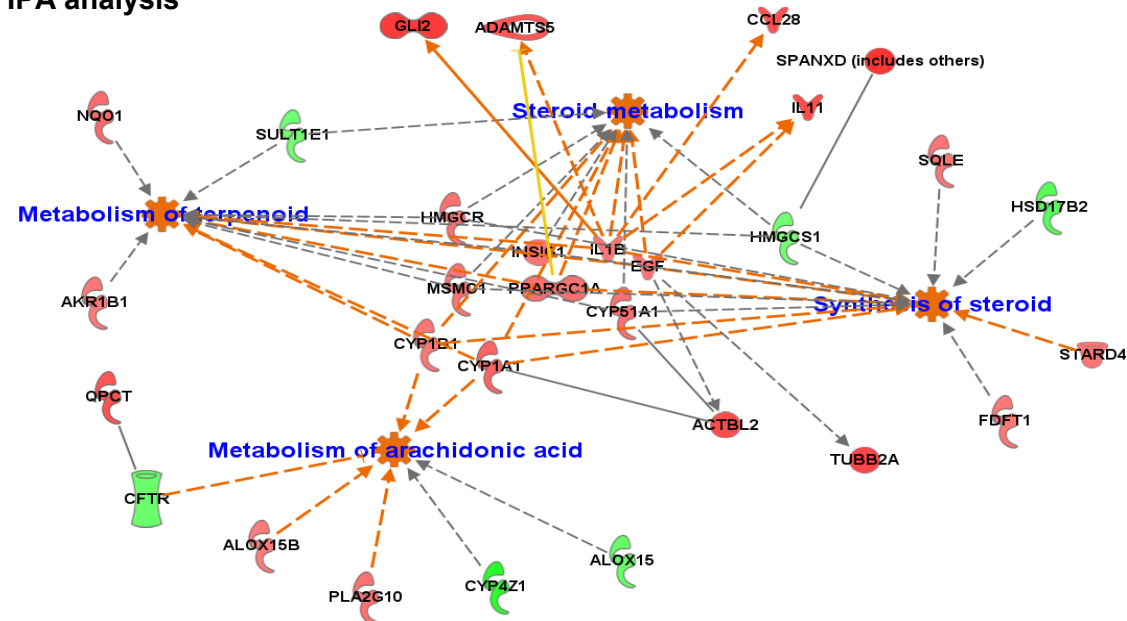 IPA analysis
GLI2
ADAMTS5
CCL28
SPANXD (includes others)
NQO1
SULT1E1
Steroid metabolism
IL11
SQLE
Metabolism of terpenoid
HMGCR
HSD17B2
HMGCS1
INSIG1
IL1B
EGF
AKR1B1
MSMO1
PPARGC1A
CYP51A1
Synthesis of steroid
CYP1B1
CYP1A1
STARD4
QPCT
ACTBL2
FDFT1
Metabolism of arachidonic acid
TUBB2A
CFTR
ALOX15B
ALOX15
PLA2G10
CYP4Z1